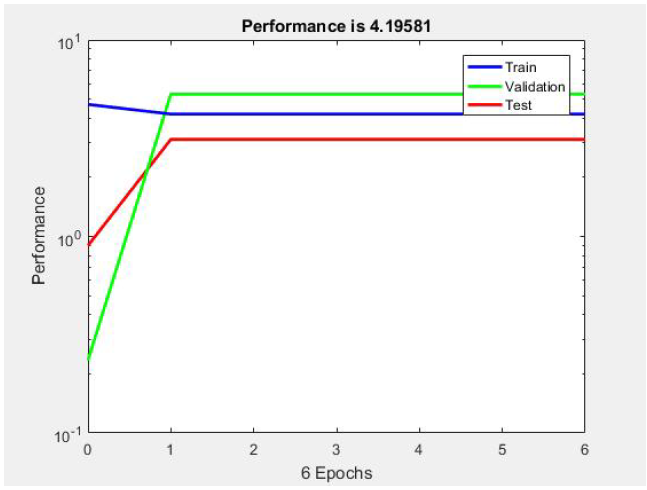 Performance is 4.19581
10^1
Train
Validation
Test
10^0
Performance
10^-1
0 1 2 3 4 5 6
6 Epochs